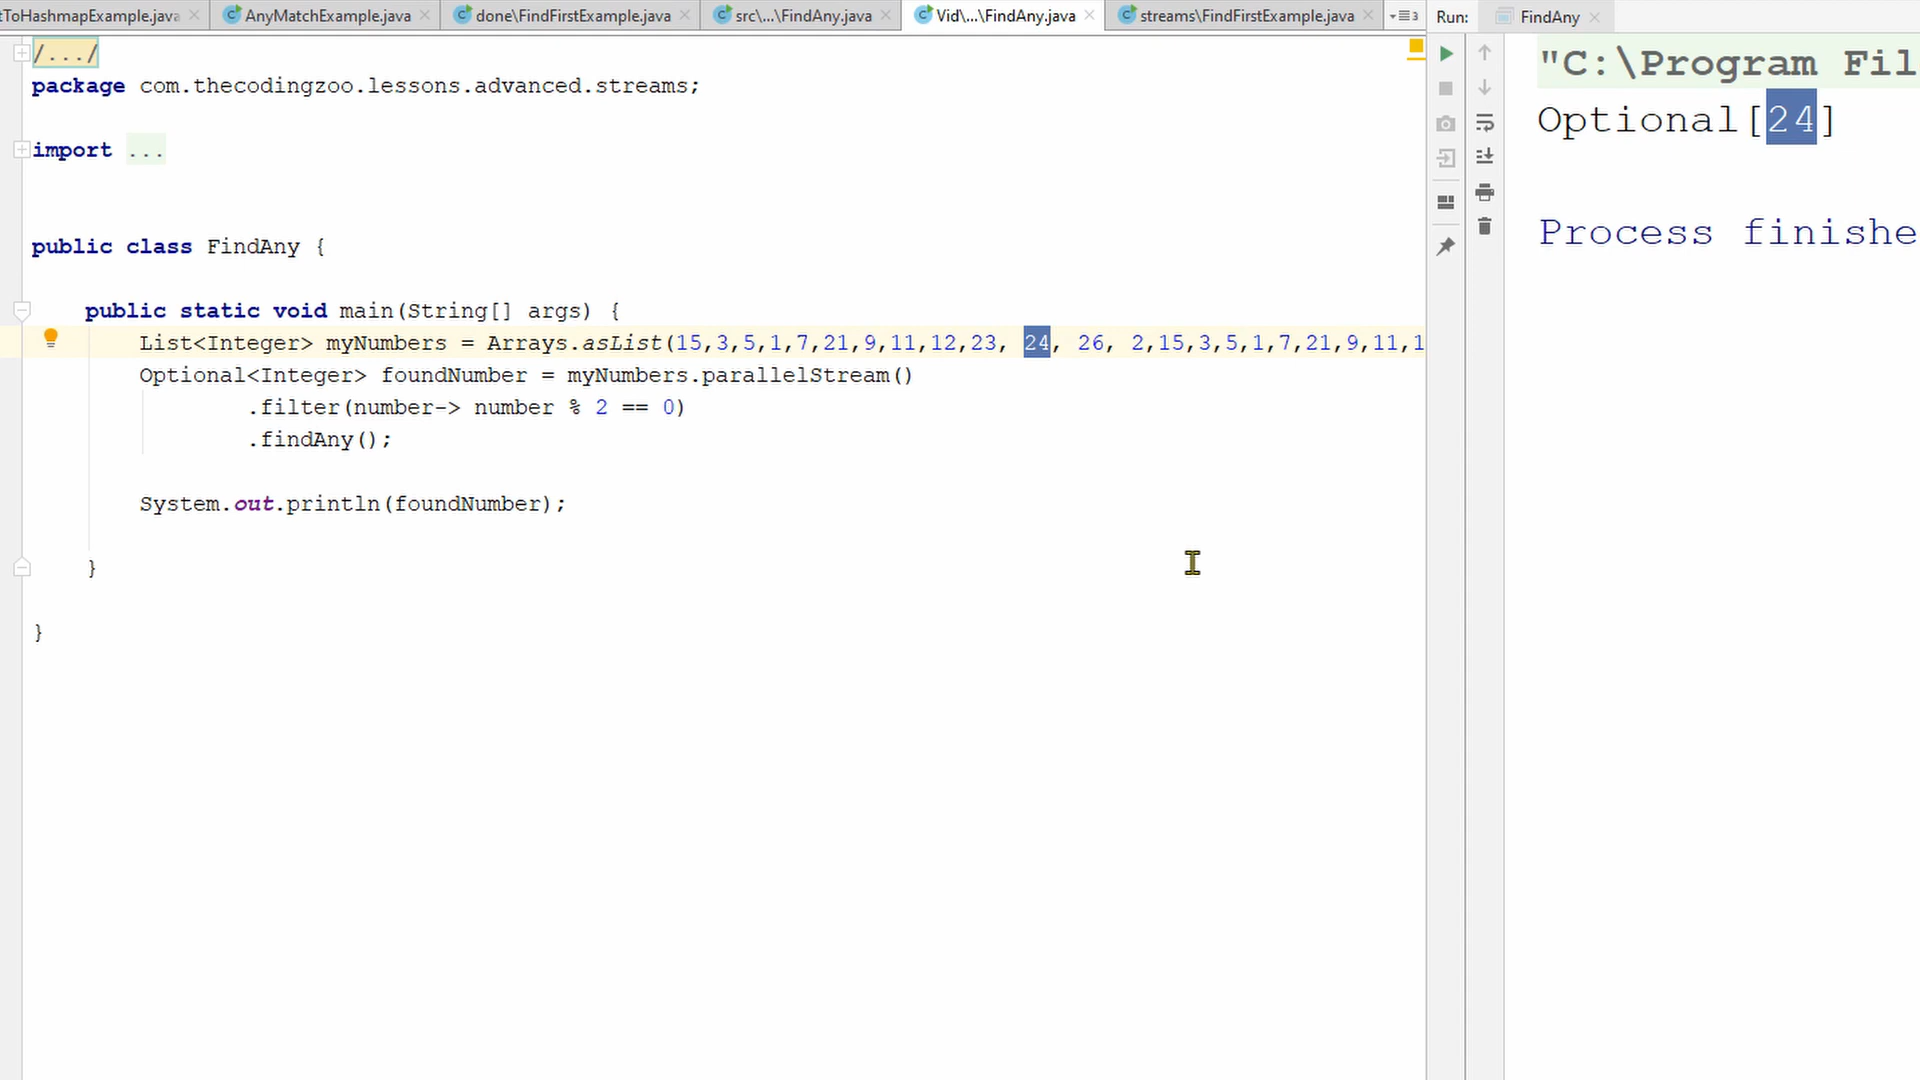 tToHashmapExample.java
AnyMatchExample.java
done\FindFirstExample.java
src\...\FindAny.java
Vid\...\FindAny.java
streams\FindFirstExample.java
3
Run:
FindAny
/.../
package com.thecodingzoo.lessons.advanced.streams;
import ...
public class FindAny {
public static void main(String[] args) {
List<Integer> myNumbers = Arrays.asList(15,3,5,1,7,21,9,11,12,23, 24, 26, 2,15,3,5,1,7,21,9,11,1
Optional<Integer> foundNumber = myNumbers.parallelStream()
.filter(number-> number % 2 == 0)
.findAny();
System.out.println(foundNumber);
}
}
"C:\Program Fil
Optional[24]
Process finishe